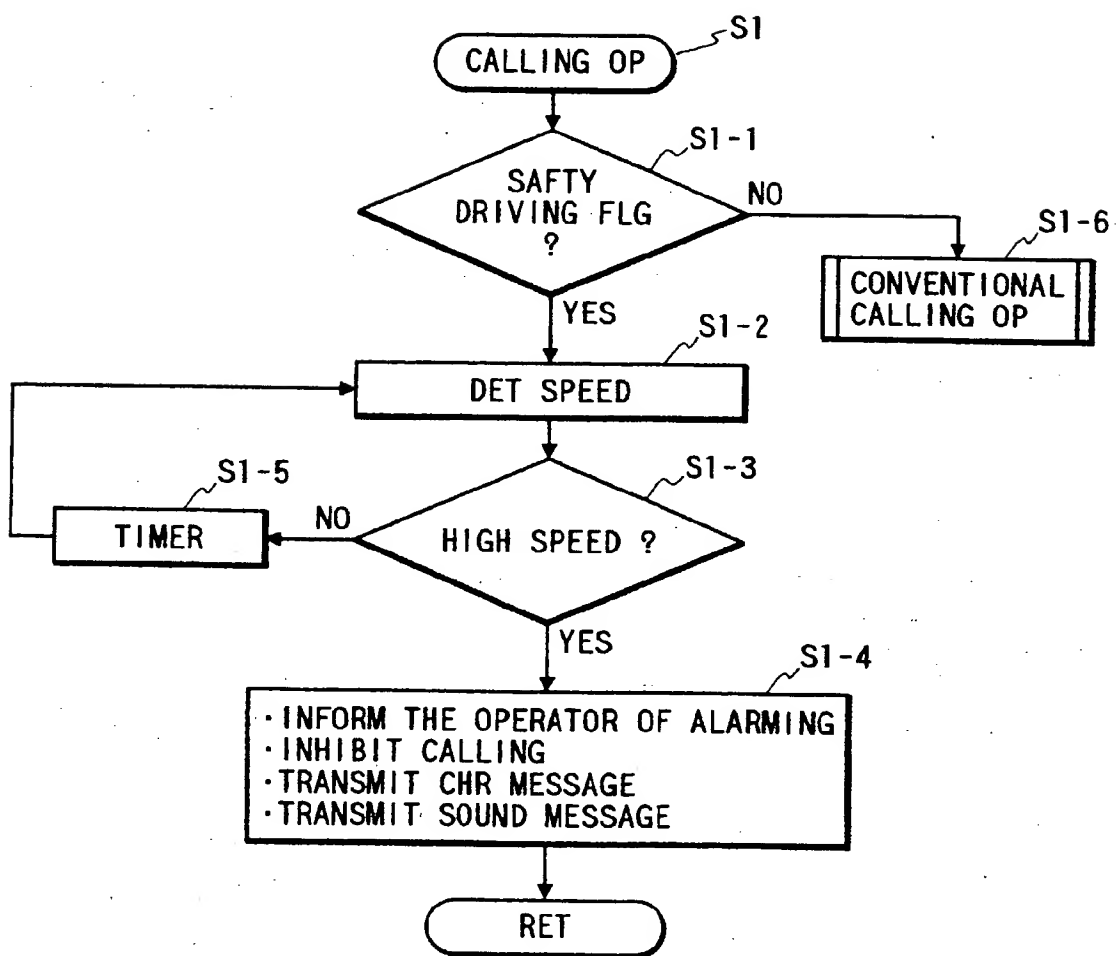 S1
CALLING OP
S1-1
SAFTY
DRIVING FLG
?
NO
S1-6
CONVENTIONAL
CALLING OP
YES
S1-2
DET SPEED
S1-3
S1-5
HIGH SPEED ?
NO
TIMER
YES
S1-4
·INFORM THE OPERATOR OF ALARMING
·INHIBIT CALLING
·TRANSMIT CHR MESSAGE
·TRANSMIT SOUND MESSAGE
RET